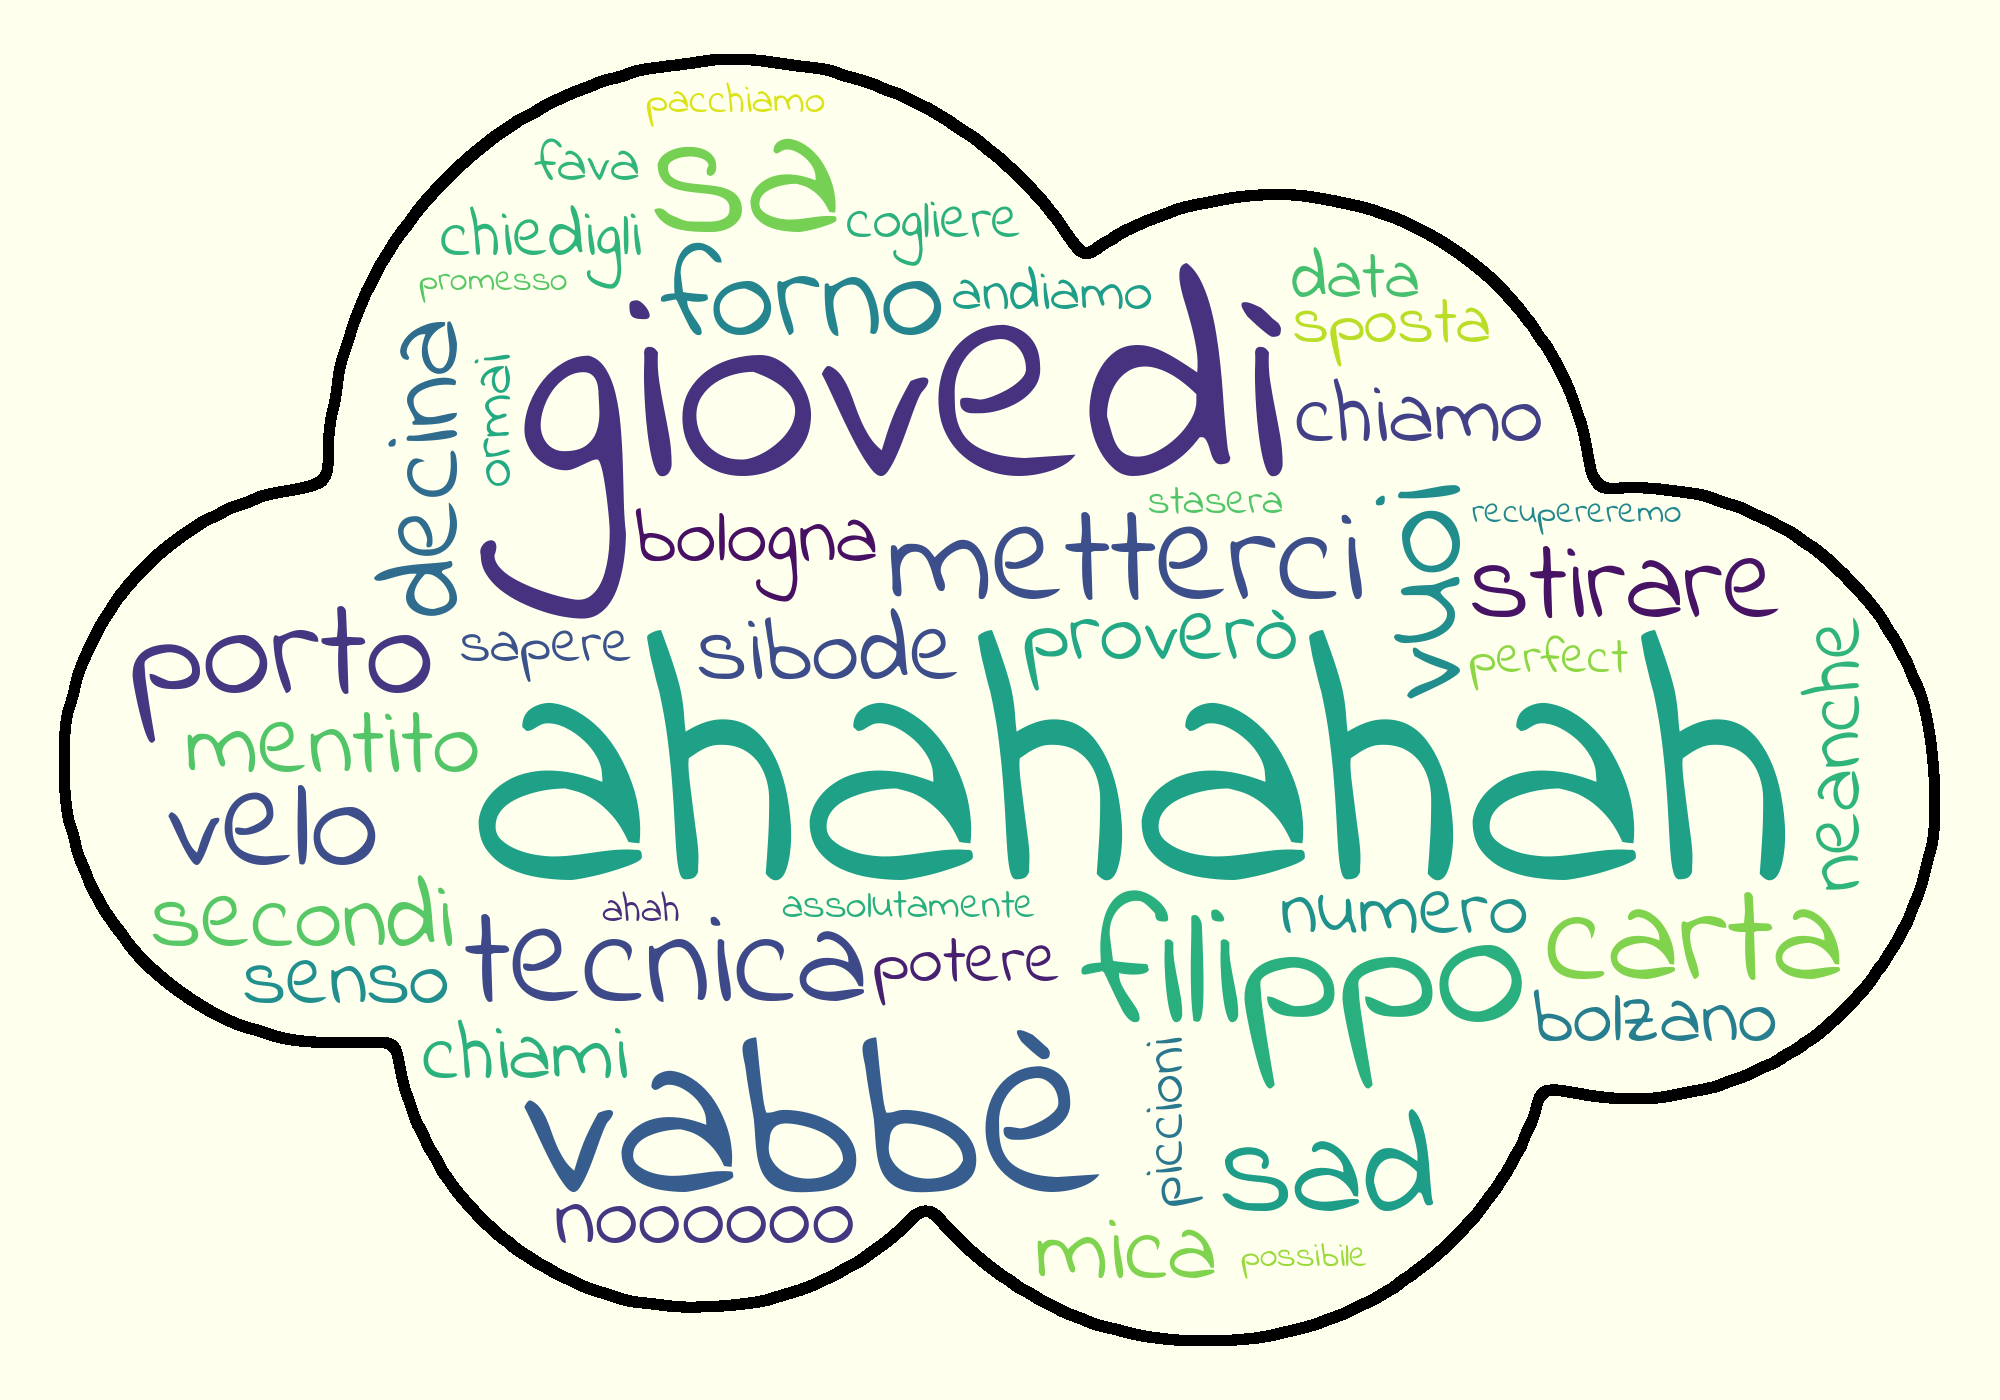 pacchiamo
fava
sa
chiedigli
cogliere
promesso
forno
andiamo
data
sposta
decina
ormai
giovedì
chiamo
bologna
metterci
stasera
vuoi
recupereremo
stirare
porto
sapere
sibode
proverò
perfect
neanche
mentito
ahahahah
velo
secondi
ahah
assolutamente
numero
carta
senso
tecnica
potere
filippo
bolzano
chiami
vabbè
piccioni
sad
noooooo
mica
possibile